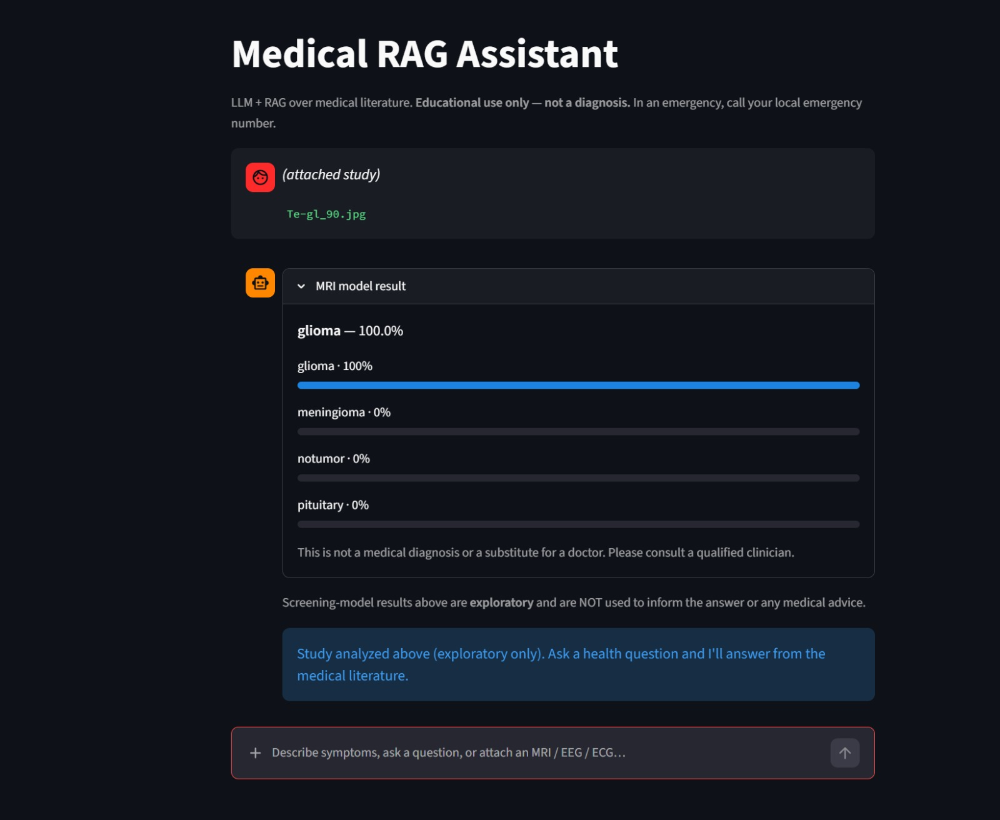 Medical RAG Assistant
LLM + RAG over medical literature. Educational use only — not a diagnosis. In an emergency, call your local emergency
number.
(attached study)
Te-gl_90.jpg
MRI model result
glioma — 100.0%
glioma · 100%
meningioma · 0%
notumor · 0%
pituitary · 0%
This is not a medical diagnosis or a substitute for a doctor. Please consult a qualified clinician.
Screening-model results above are exploratory and are NOT used to inform the answer or any medical advice.
Study analyzed above (exploratory only). Ask a health question and I'll answer from the
medical literature.
Describe symptoms, ask a question, or attach an MRI / EEG / ECG…